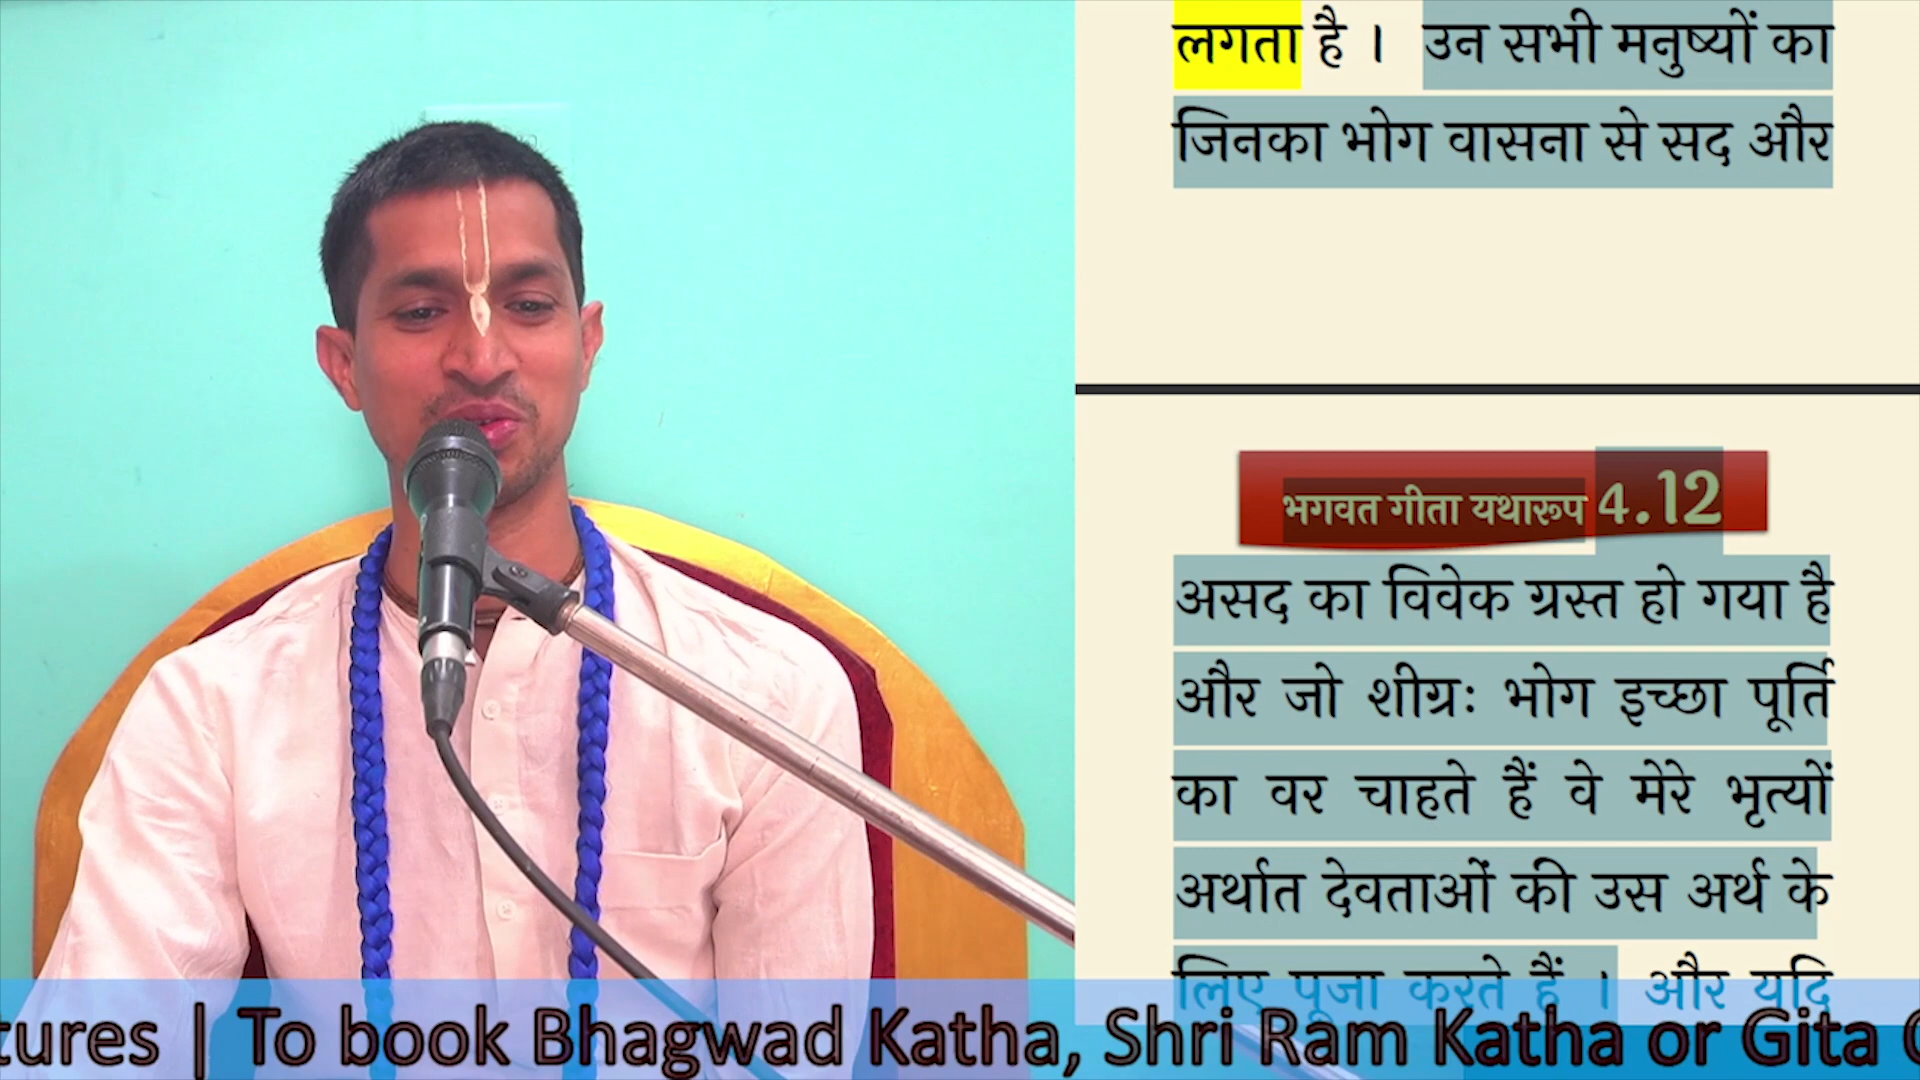 लगता है । उन सभी मनुष्यों का
जिनका भोग वासना से सद और
भगवत गीता यथारूप 4.12
असद का विवेक ग्रस्त हो गया है
और जो शीग्रः भोग इच्छा पूर्ति
का वर चाहते हैं वे मेरे भृत्यों
अर्थात देवताओं की उस अर्थ के
लिए पूजा करते हैं । और यदि
tures | To book Bhagwad Katha, Shri Ram Katha or Gita